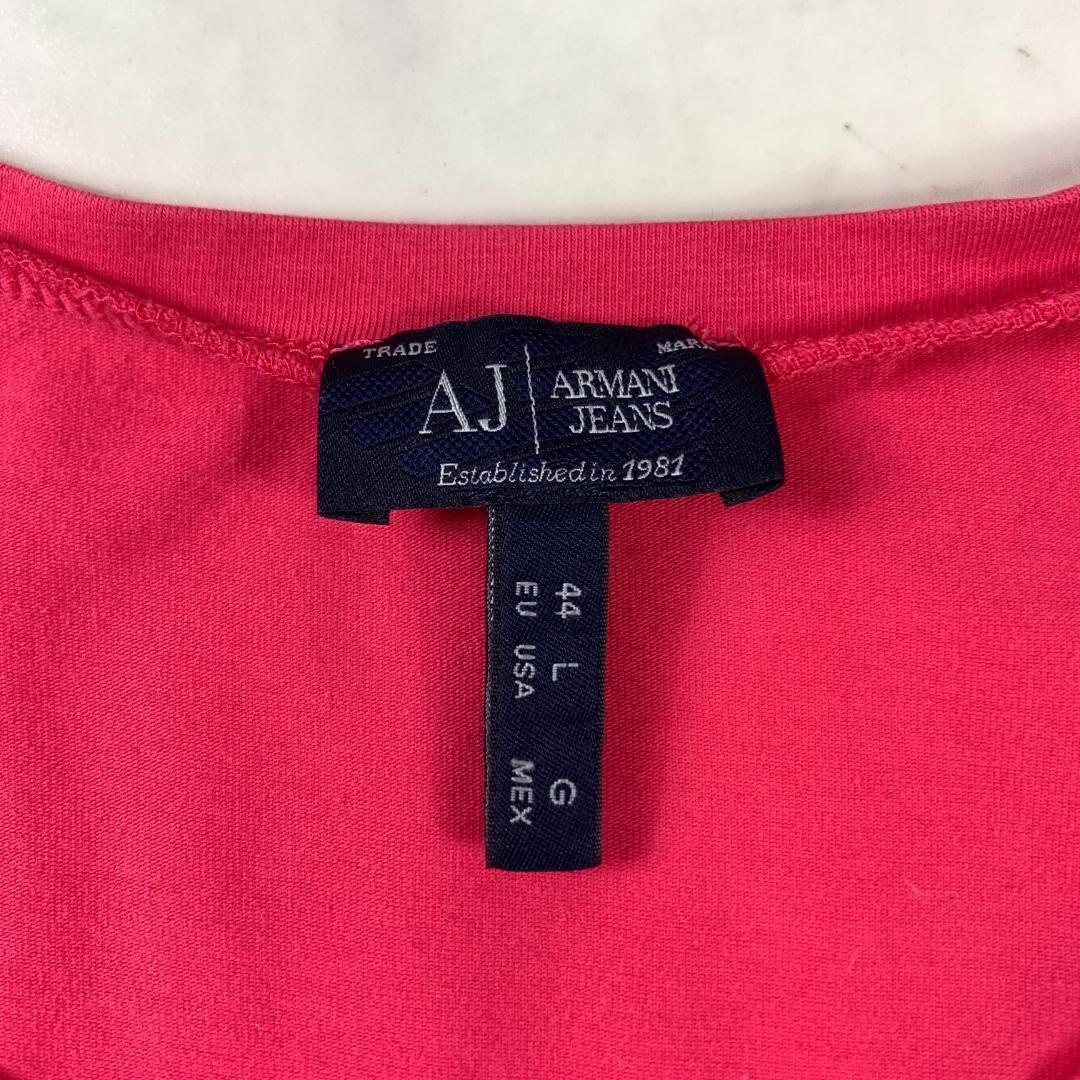 TRADE MARK
AJ ARMANI
JEANS
Established in 1981
44 L G
EU USA MEX